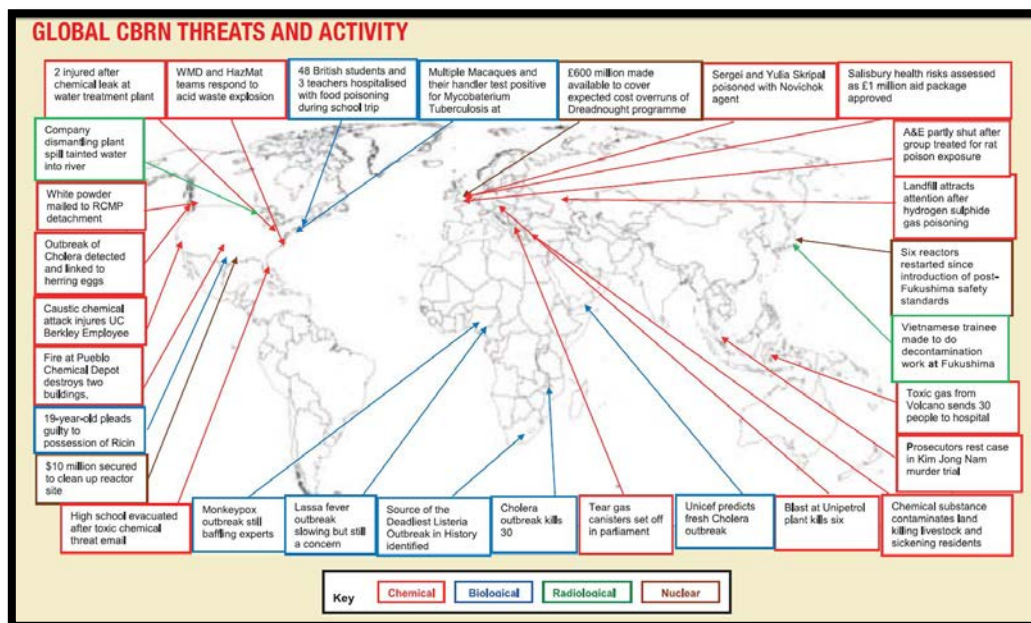 GLOBAL CBRN THREATS AND ACTIVITY
2 injured after
chemical leak at
water treatment plant
WMD and HazMat
teams respond to
acid waste explosion
48 British students and
3 teachers hospitalised
with food poisoning
during school trip
Multiple Macaques and
their handler test positive
for Mycobaterium
Tuberculosis at
£600 million made
available to cover
expected cost overruns of
Dreadnought programme
Sergei and Yulia Skripal
poisoned with Novichok
agent
Salisbury health risks assessed
as £1 million aid package
approved
Company
dismantling plant
spill tainted water
into river
A&E partly shut after
group treated for rat
poison exposure
White powder
mailed to RCMP
detachment
Landfill attracts
attention after
hydrogen sulphide
gas poisoning
Outbreak of
Cholera detected
and linked to
herring eggs
Six reactors
restarted since
introduction of post-
Fukushima safety
standards
Caustic chemical
attack injures UC
Berkley Employee
Vietnamese trainee
made to do
decontamination
work at Fukushima
Fire at Pueblo
Chemical Depot
destroys two
buildings,
Toxic gas from
Volcano sends 30
people to hospital
19-year-old pleads
guilty to
possession of Ricin
Prosecutors rest case
in Kim Jong Nam
murder trial
$10 million secured
to clean up reactor
site
High school evacuated
after toxic chemical
threat email
Monkeypox
outbreak still
baffling experts
Lassa fever
outbreak
slowing but still
a concern
Source of the
Deadliest Listeria
Outbreak in History
identified
Cholera
outbreak kills
30
Tear gas
canisters set off
in parliament
Unicef predicts
fresh Cholera
outbreak
Blast at Unipetrol
plant kills six
Chemical substance
contaminates land
killing livestock and
sickening residents
Key
Chemical
Biological
Radiological
Nuclear